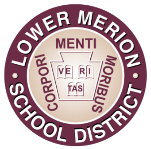 LOWER MERION
SCHOOL DISTRICT
CORPORI MENTI MORIBUS
VE RI
TAS